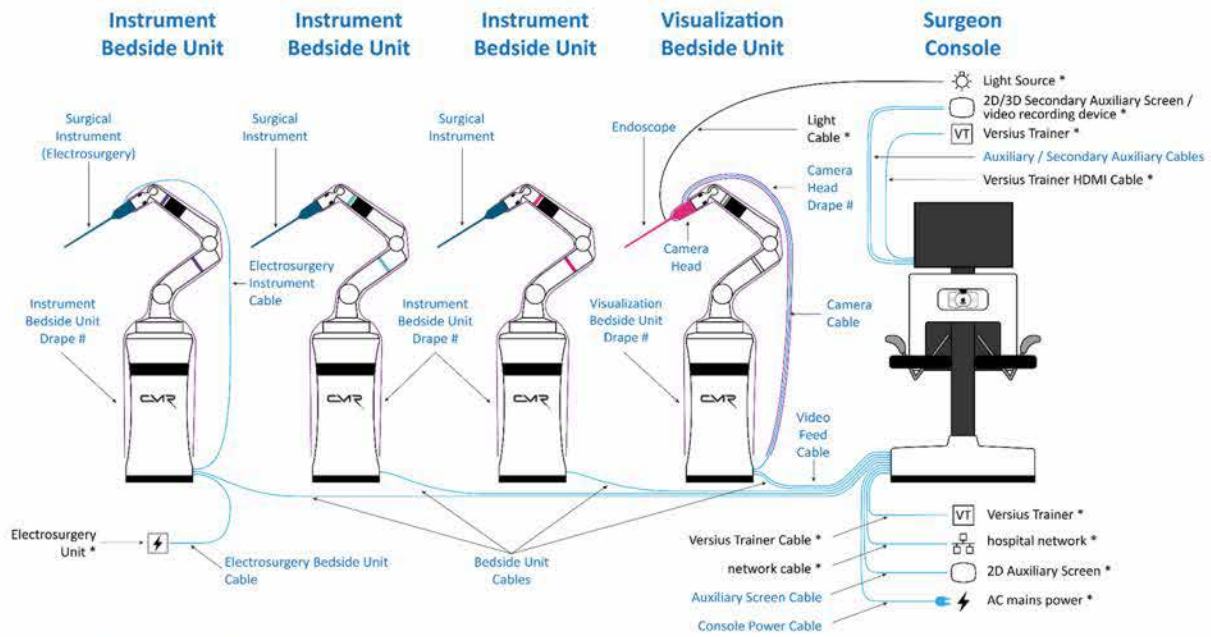 Instrument
Bedside Unit
Instrument
Bedside Unit
Instrument
Bedside Unit
Visualization
Bedside Unit
Surgeon
Console
Surgical
Instrument
(Electrosurgery)
Surgical
Instrument
Surgical
Instrument
Endoscope
Light
Cable *
Light Source *
2D/3D Secondary Auxiliary Screen /
video recording device *
VT
Versius Trainer *
Auxiliary / Secondary Auxiliary Cables
Versius Trainer HDMI Cable *
Camera
Head
Drape #
Camera
Head
Electrosurgery
Instrument
Cable
Instrument
Bedside Unit
Drape #
Instrument
Bedside Unit
Drape #
Visualization
Bedside Unit
Drape #
Camera
Cable
CMR
CMR
CMR
CMR
Video
Feed
Cable
Electrosurgery
Unit *
Electrosurgery Bedside Unit
Cable
Bedside Unit
Cables
Versius Trainer Cable *
network cable *
Auxiliary Screen Cable
Console Power Cable
VT
Versius Trainer *
hospital network *
2D Auxiliary Screen *
AC mains power *